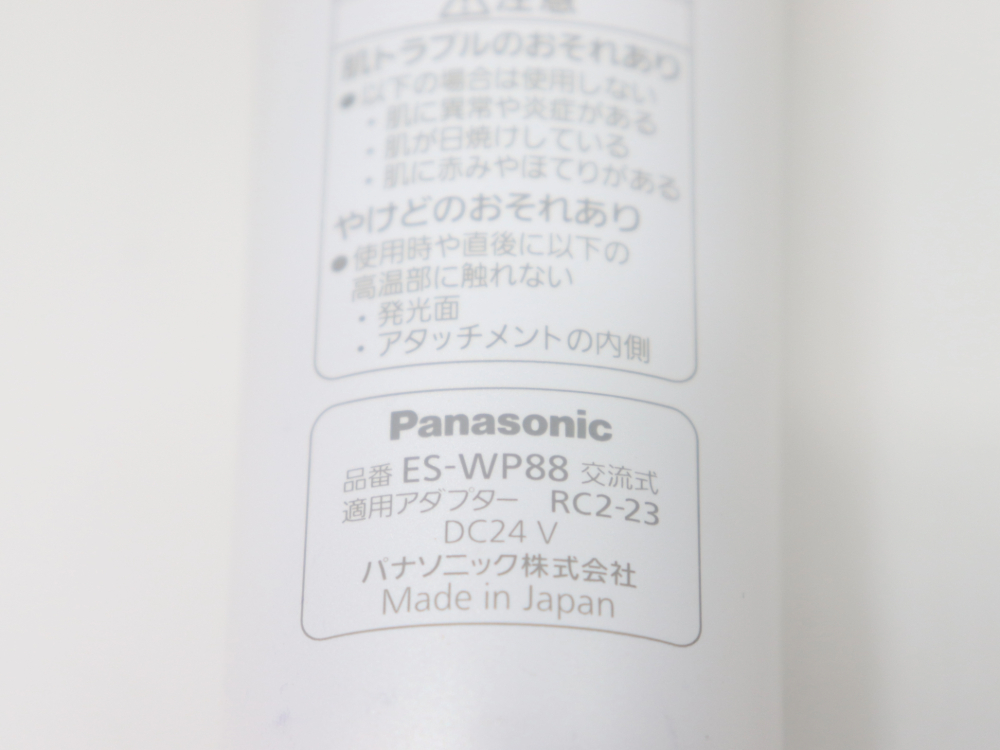 ⚠注意
肌トラブルのおそれあり
●以下の場合は使用しない
・肌に異常や炎症がある
・肌が日焼けしている
・肌に赤みやほてりがある
やけどのおそれあり
●使用時や直後に以下の
高温部に触れない
・発光面
・アタッチメントの内側
Panasonic
品番 ES-WP88 交流式
適用アダプター RC2-23
DC24 V
パナソニック株式会社
Made in Japan